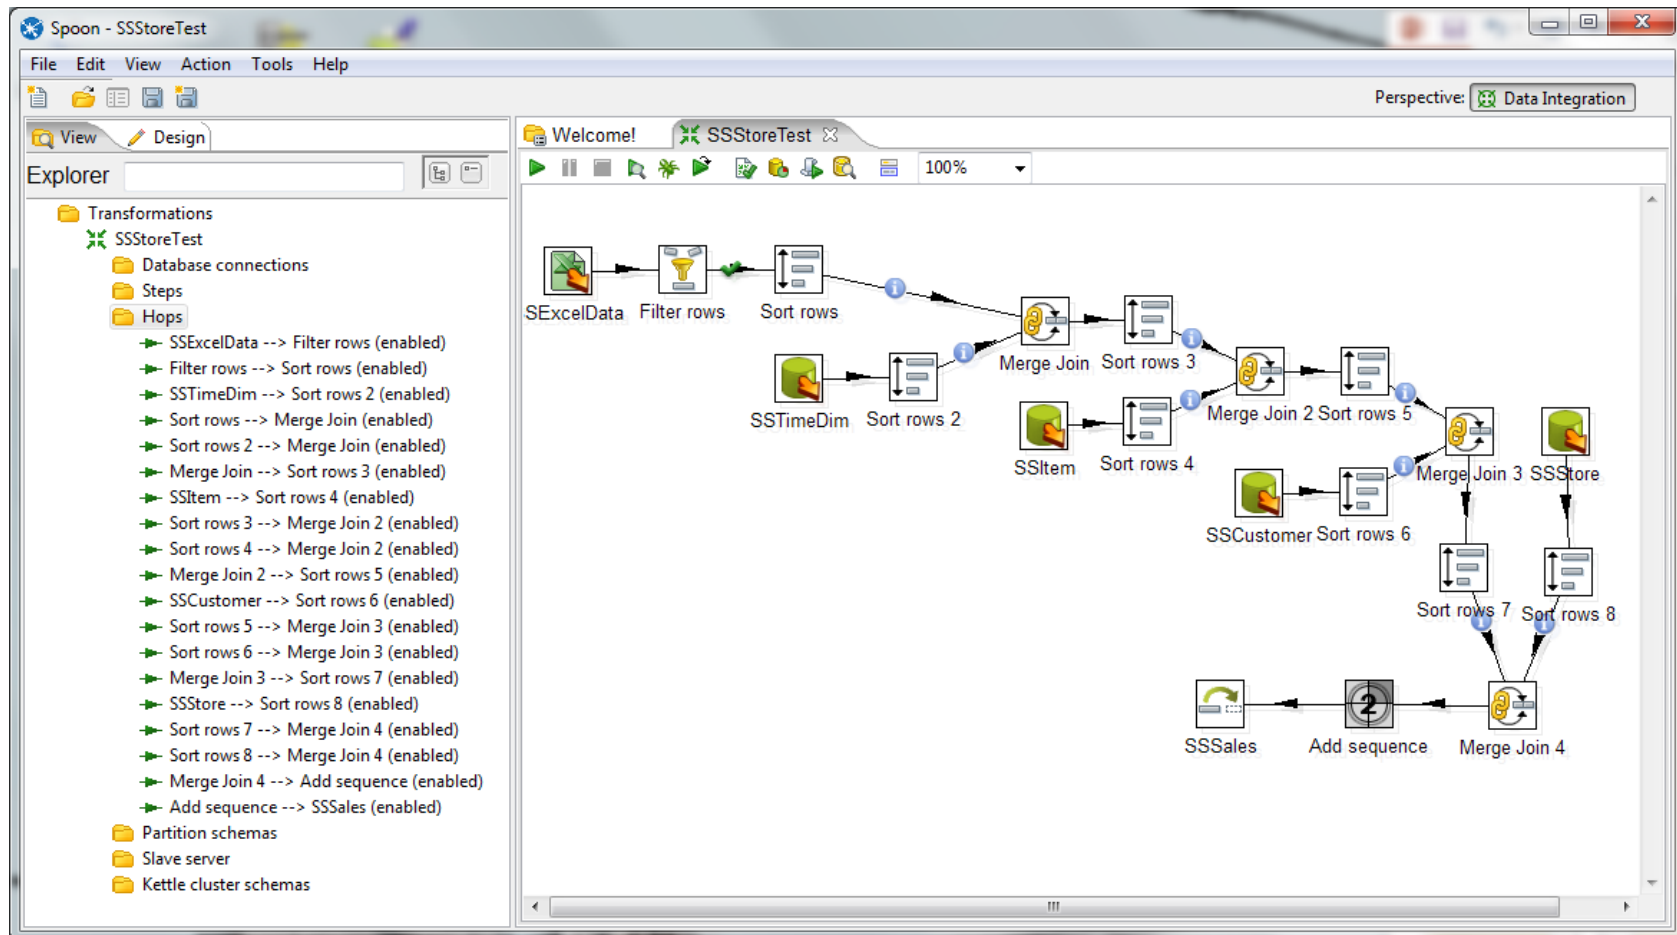 Spoon - SSStoreTest
File Edit View Action Tools Help
Perspective: Data Integration
View Design
Explorer
Transformations
SSStoreTest
Database connections
Steps
Hops
SSExcelData --> Filter rows (enabled)
Filter rows --> Sort rows (enabled)
SSTimeDim --> Sort rows 2 (enabled)
Sort rows --> Merge Join (enabled)
Sort rows 2 --> Merge Join (enabled)
Merge Join --> Sort rows 3 (enabled)
SSItem --> Sort rows 4 (enabled)
Sort rows 3 --> Merge Join 2 (enabled)
Sort rows 4 --> Merge Join 2 (enabled)
Merge Join 2 --> Sort rows 5 (enabled)
SSCustomer --> Sort rows 6 (enabled)
Sort rows 5 --> Merge Join 3 (enabled)
Sort rows 6 --> Merge Join 3 (enabled)
Merge Join 3 --> Sort rows 7 (enabled)
SSStore --> Sort rows 8 (enabled)
Sort rows 7 --> Merge Join 4 (enabled)
Sort rows 8 --> Merge Join 4 (enabled)
Merge Join 4 --> Add sequence (enabled)
Add sequence --> SSSales (enabled)
Partition schemas
Slave server
Kettle cluster schemas
Welcome! SSStoreTest
100%
SExcelData Filter rows Sort rows
Merge Join Sort rows 3
SSTimeDim Sort rows 2
Merge Join 2 Sort rows 5
SSItem Sort rows 4
Merge Join 3 SSStore
SSCustomer Sort rows 6
Sort rows 7 Sort rows 8
2
SSSales Add sequence Merge Join 4